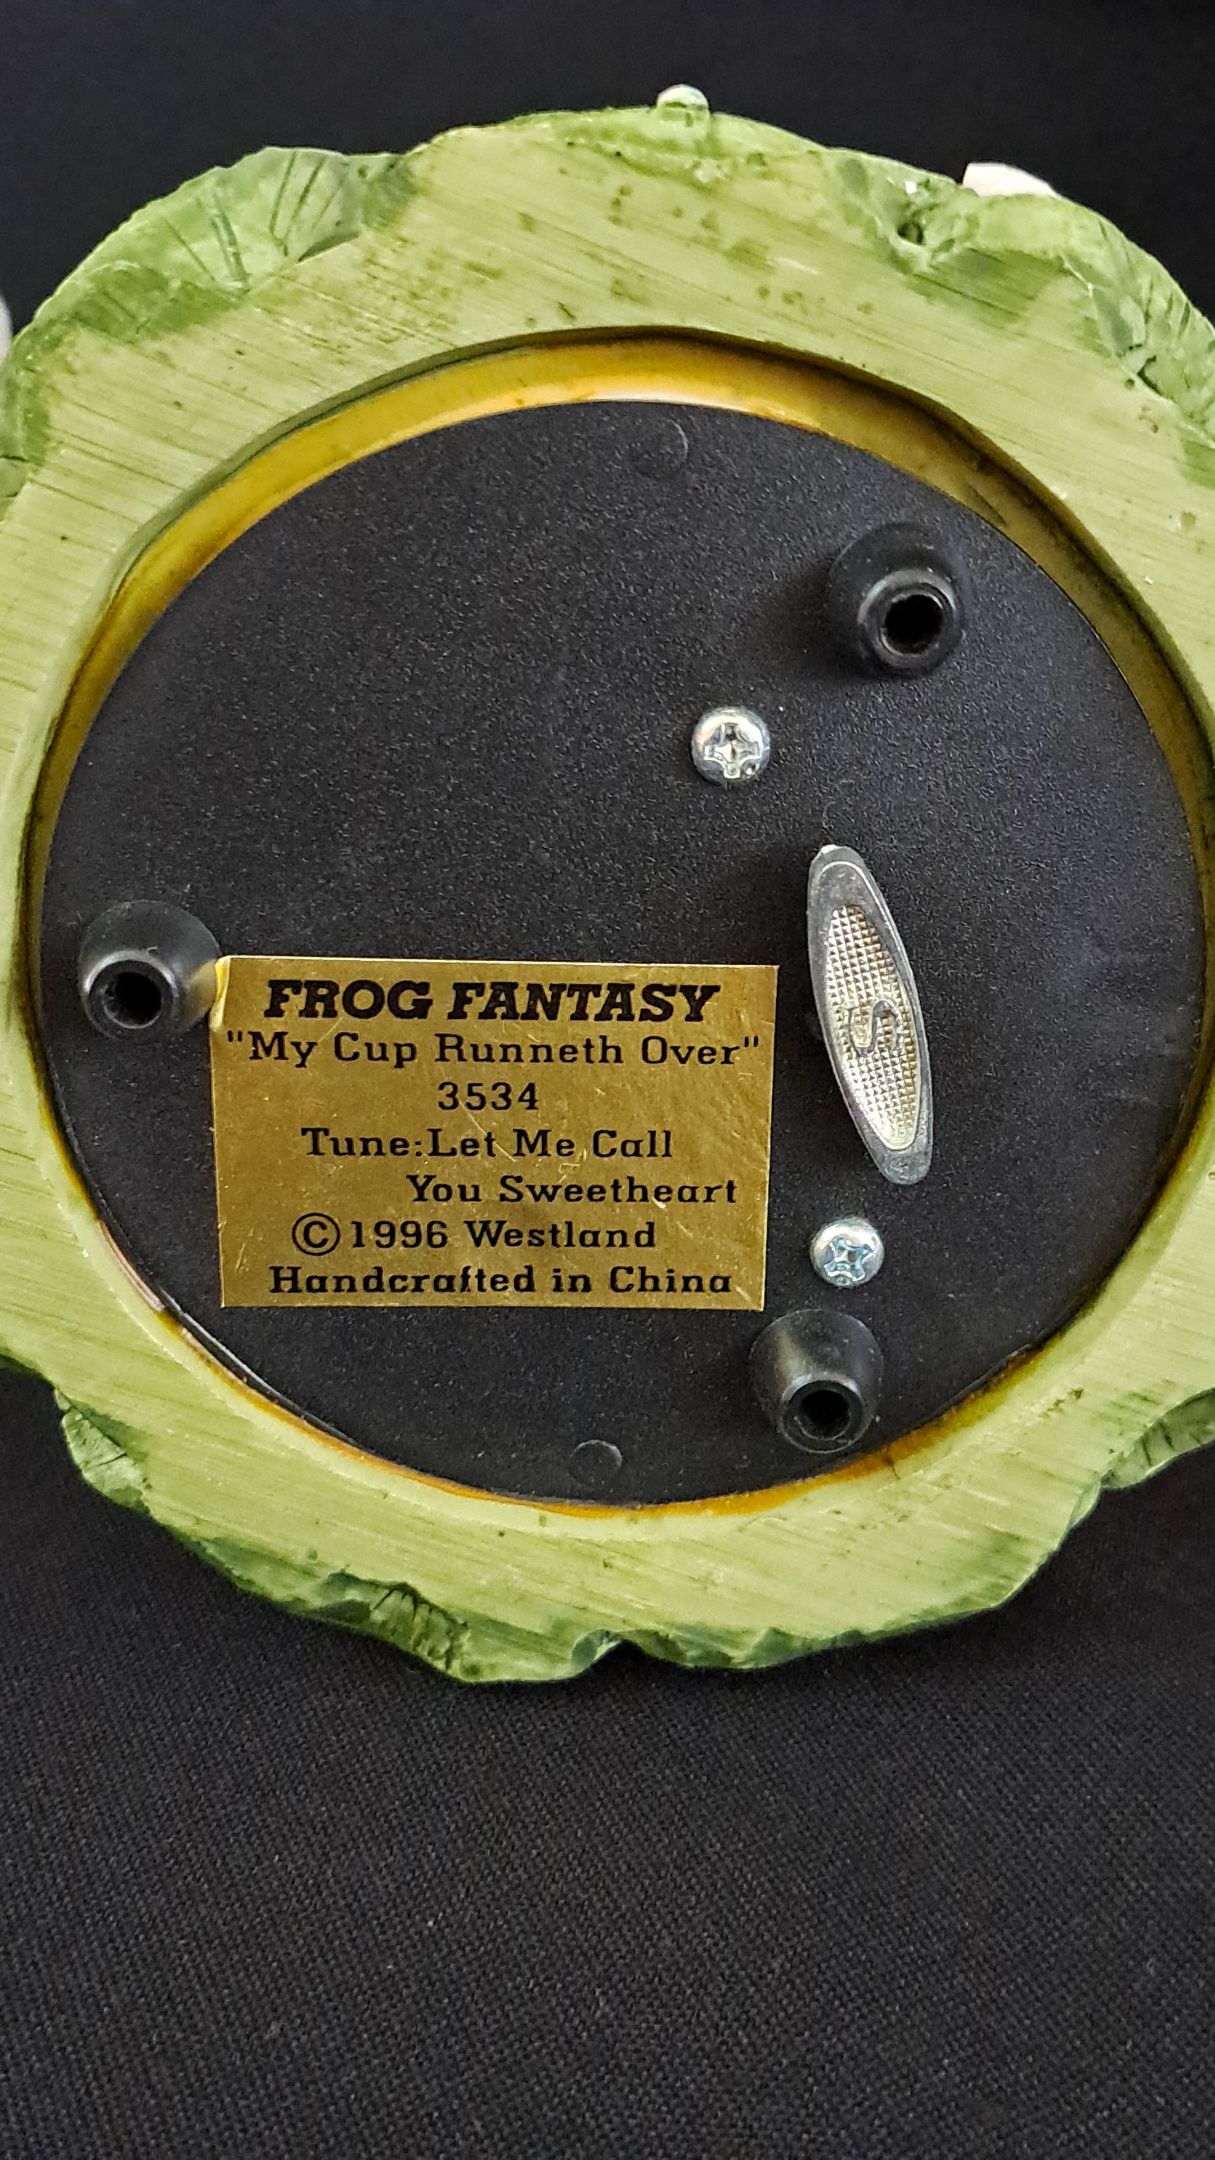 FROG FANTASY
"My Cup Runneth Over"
3534
Tune:Let Me Call
You Sweetheart
©1996 Westland
Handcrafted in China
S